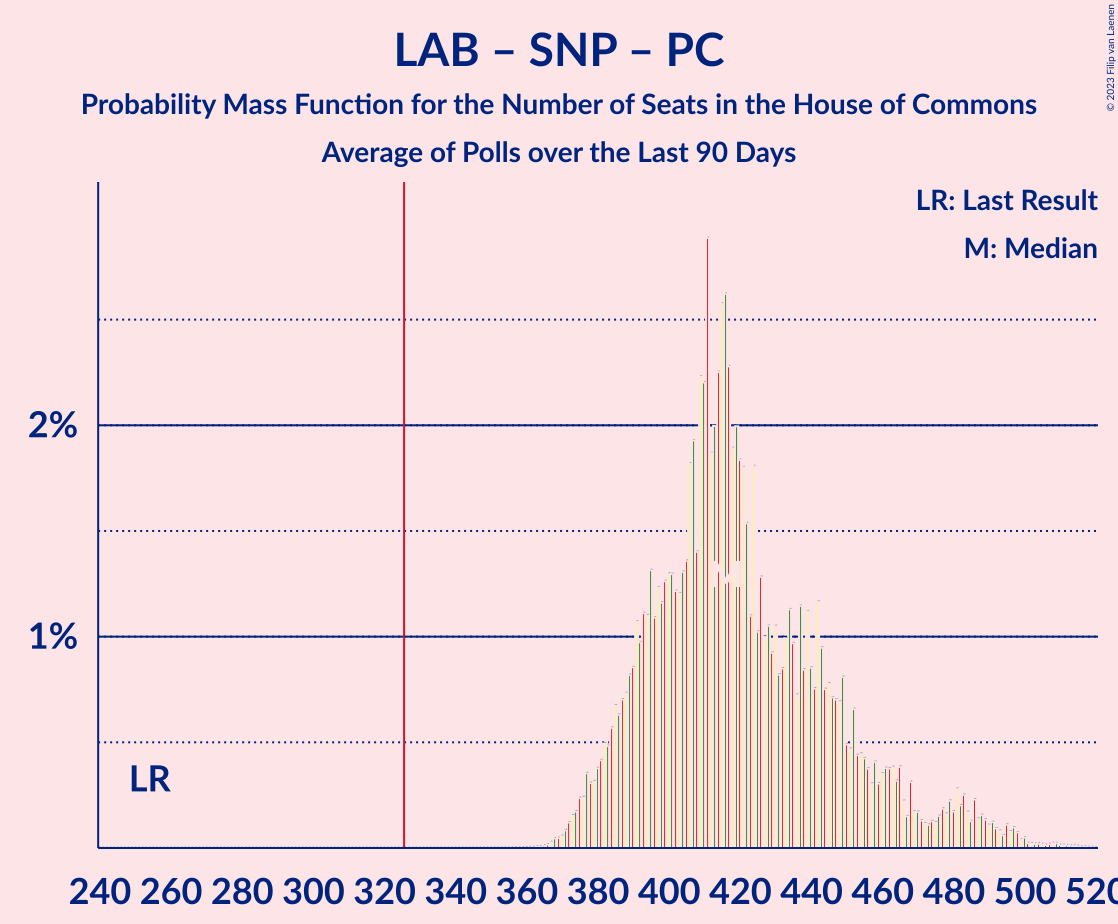 LAB – SNP – PC
Probability Mass Function for the Number of Seats in the House of Commons
Average of Polls over the Last 90 Days
© 2023 Filip van Laenen
LR: Last Result
M: Median
2%
1%
LR
240 260 280 300 320 340 360 380 400 420 440 460 480 500 520